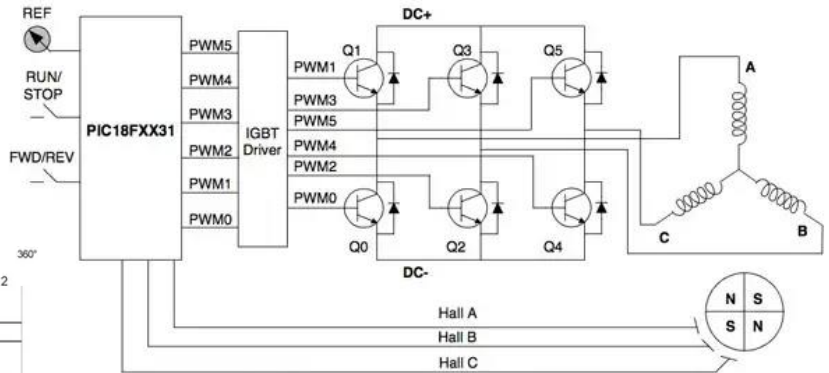 REF
DC+
RUN/
STOP
FWD/REV
PIC18FXX31
PWM5
PWM4
PWM3
PWM2
PWM1
PWM0
IGBT
Driver
PWM1
PWM3
PWM5
PWM4
PWM2
PWM0
Q1
Q3
Q5
Q0
Q2
Q4
DC-
A
C
B
360°
2
Hall A
Hall B
Hall C
N S
S N